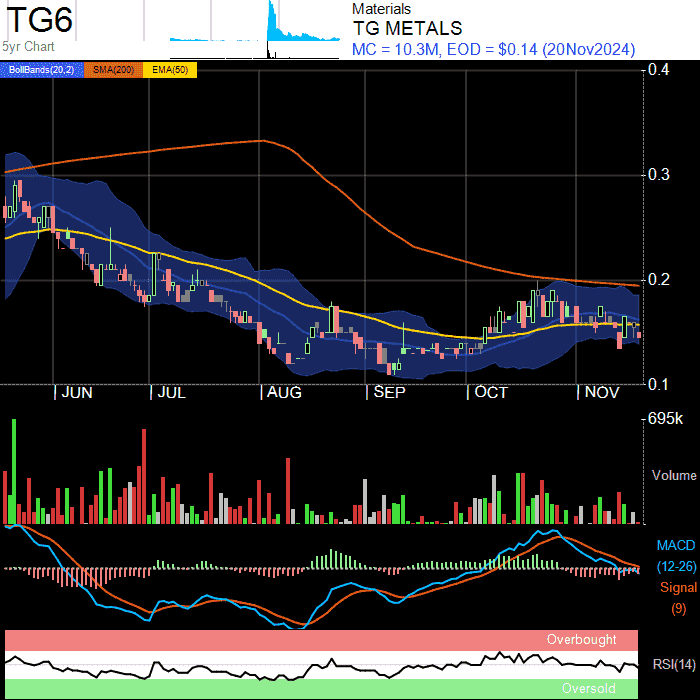 TG6
5yr Chart
Materials
TG METALS
MC = 10.3M, EOD = $0.14 (20Nov2024)
BollBands(20,2) SMA(200) EMA(50)
0.4
0.3
0.2
0.1
JUN JUL AUG SEP OCT NOV
695k
Volume
MACD
(12-26)
Signal
(9)
Overbought
RSI(14)
Oversold